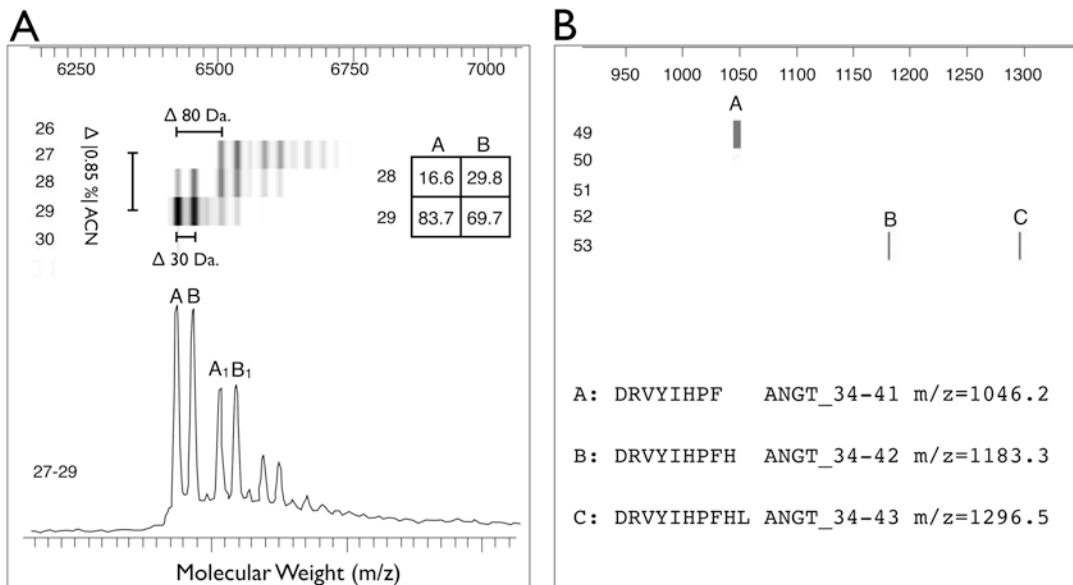 A
6250 6500 6750 7000
26
27
28
29
30
31
Δ |0.85 %| ACN
Δ 80 Da.
Δ 30 Da.
A B
28 16.6 29.8
29 83.7 69.7
A B
A1 B1
27-29
Molecular Weight (m/z)
B
950 1000 1050 1100 1150 1200 1250 1300
49
50
51
52
53
A
B
C
A: DRVYIHPF ANGT_34-41 m/z=1046.2
B: DRVYIHPFH ANGT_34-42 m/z=1183.3
C: DRVYIHPFHL ANGT_34-43 m/z=1296.5